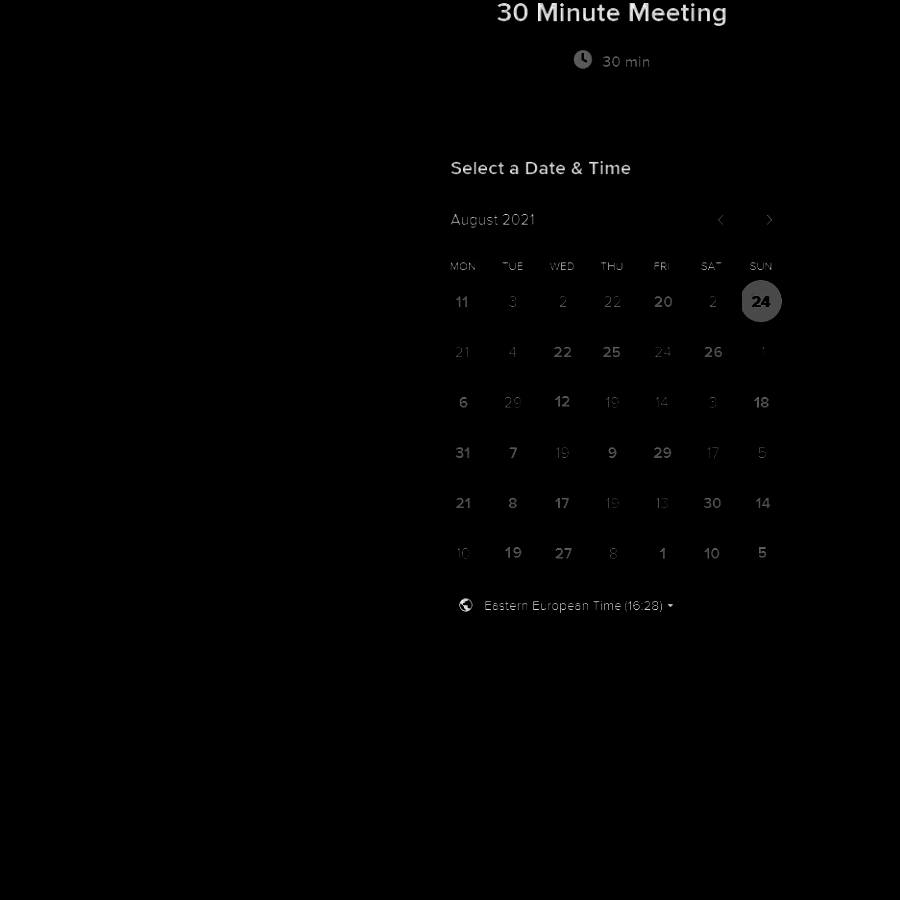 30 Minute Meeting
30 min
Select a Date & Time
August 2021
MON TUE WED THU FRI SAT SUN
11 3 2 22 20 2 24
21 4 22 25 24 26 1
6 29 12 19 14 3 18
31 7 19 9 29 17 5
21 8 17 19 13 30 14
10 19 27 8 1 10 5
Eastern European Time (16:28)